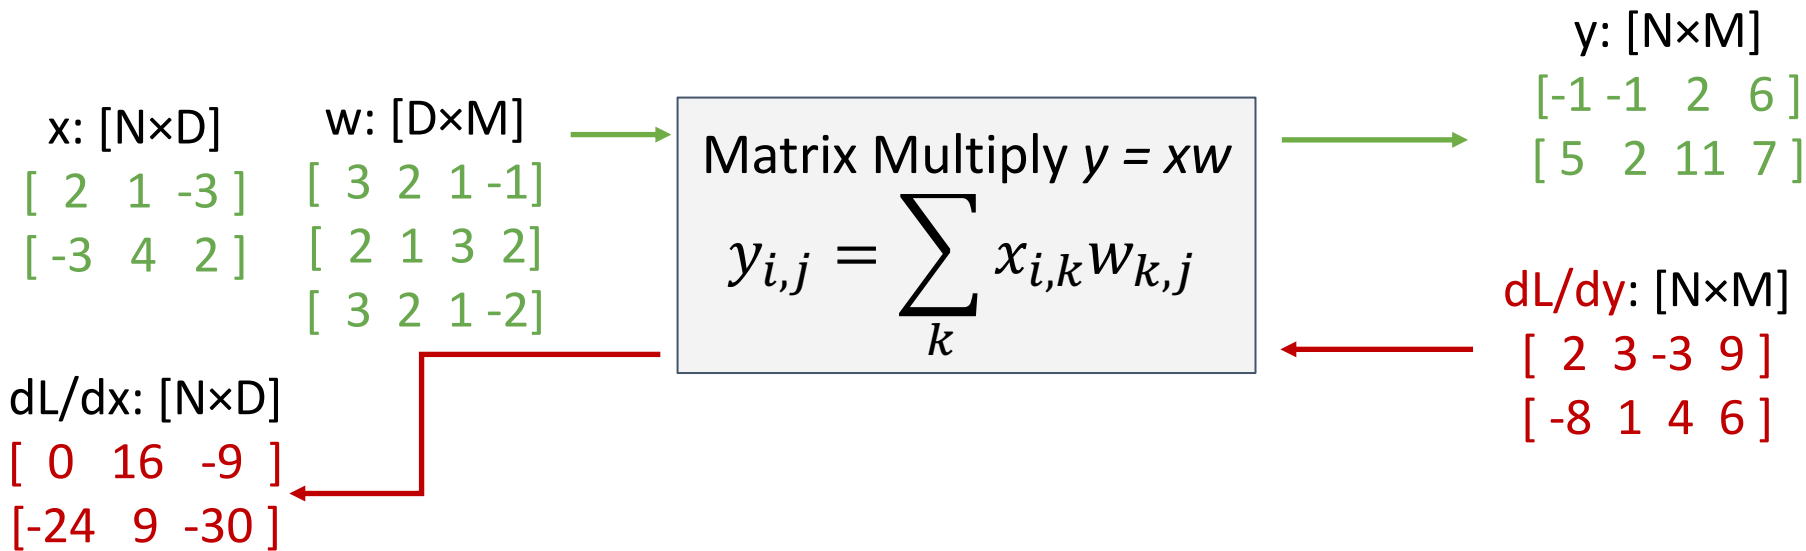 x: [N×D]
[ 2 1 -3 ]
[ -3 4 2 ]
w: [D×M]
[ 3 2 1 -1]
[ 2 1 3 2]
[ 3 2 1 -2]
Matrix Multiply y = xw
y_{i,j} = \sum_{k} x_{i,k} w_{k,j}
y: [N×M]
[-1 -1 2 6 ]
[ 5 2 11 7 ]
dL/dy: [N×M]
[ 2 3 -3 9 ]
[ -8 1 4 6 ]
dL/dx: [N×D]
[ 0 16 -9 ]
[-24 9 -30 ]